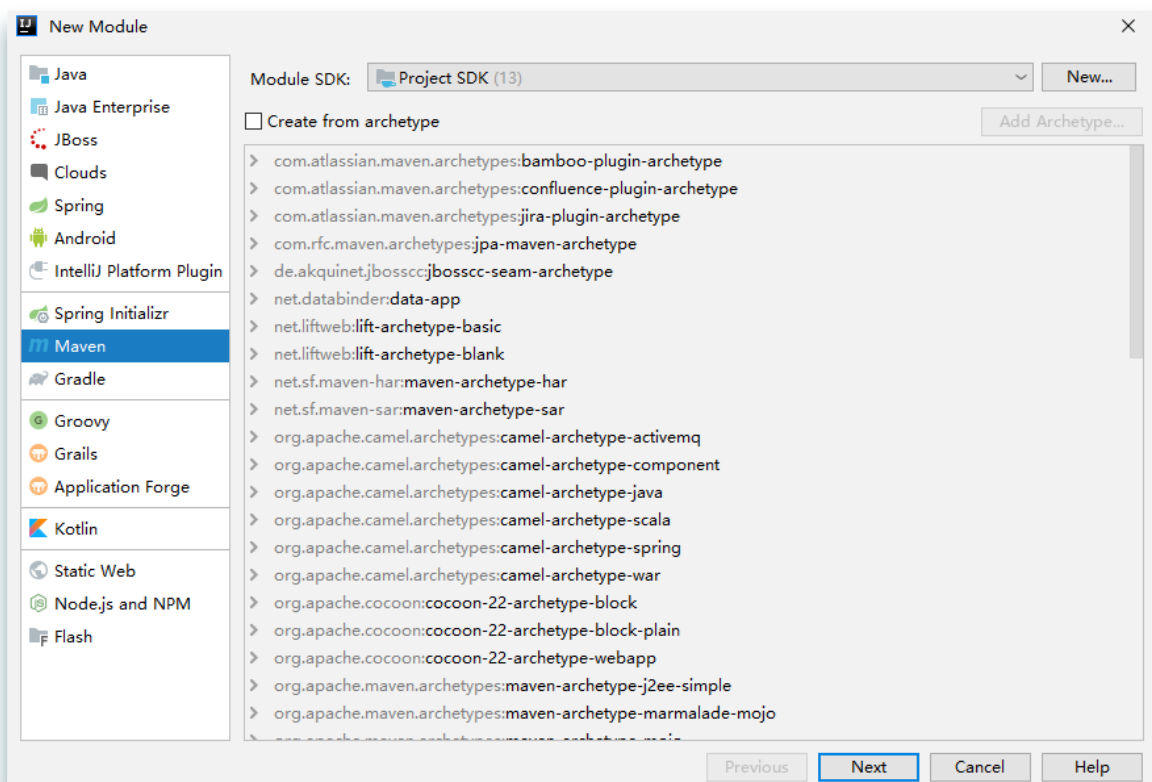 New Module
Java
Java Enterprise
JBoss
Clouds
Spring
Android
IntelliJ Platform Plugin
Spring Initializr
Maven
Gradle
Groovy
Grails
Application Forge
Kotlin
Static Web
Node.js and NPM
Flash
Module SDK: Project SDK (13) New...
Create from archetype Add Archetype...
com.atlassian.maven.archetypes:bamboo-plugin-archetype
com.atlassian.maven.archetypes:confluence-plugin-archetype
com.atlassian.maven.archetypes:jira-plugin-archetype
com.rfc.maven.archetypes:jpa-maven-archetype
de.akquinet.jbosscc:jbosscc-seam-archetype
net.databinder:data-app
net.liftweb:lift-archetype-basic
net.liftweb:lift-archetype-blank
net.sf.maven-har:maven-archetype-har
net.sf.maven-sar:maven-archetype-sar
org.apache.camel.archetypes:camel-archetype-activemq
org.apache.camel.archetypes:camel-archetype-component
org.apache.camel.archetypes:camel-archetype-java
org.apache.camel.archetypes:camel-archetype-scala
org.apache.camel.archetypes:camel-archetype-spring
org.apache.camel.archetypes:camel-archetype-war
org.apache.cocoon:cocoon-22-archetype-block
org.apache.cocoon:cocoon-22-archetype-block-plain
org.apache.cocoon:cocoon-22-archetype-webapp
org.apache.maven.archetypes:maven-archetype-j2ee-simple
org.apache.maven.archetypes:maven-archetype-marmalade-mojo
Previous Next Cancel Help